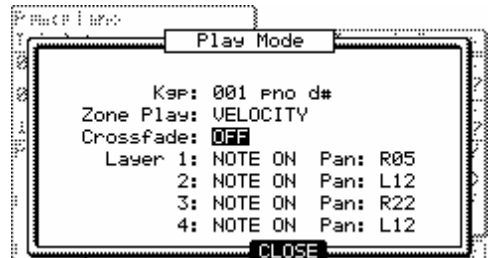 Play Mode
Kgp: 001 pno d#
Zone Play: VELOCITY
Crossfade: OFF
Layer 1: NOTE ON Pan: R05
2: NOTE ON Pan: L12
3: NOTE ON Pan: R22
4: NOTE ON Pan: L12
CLOSE